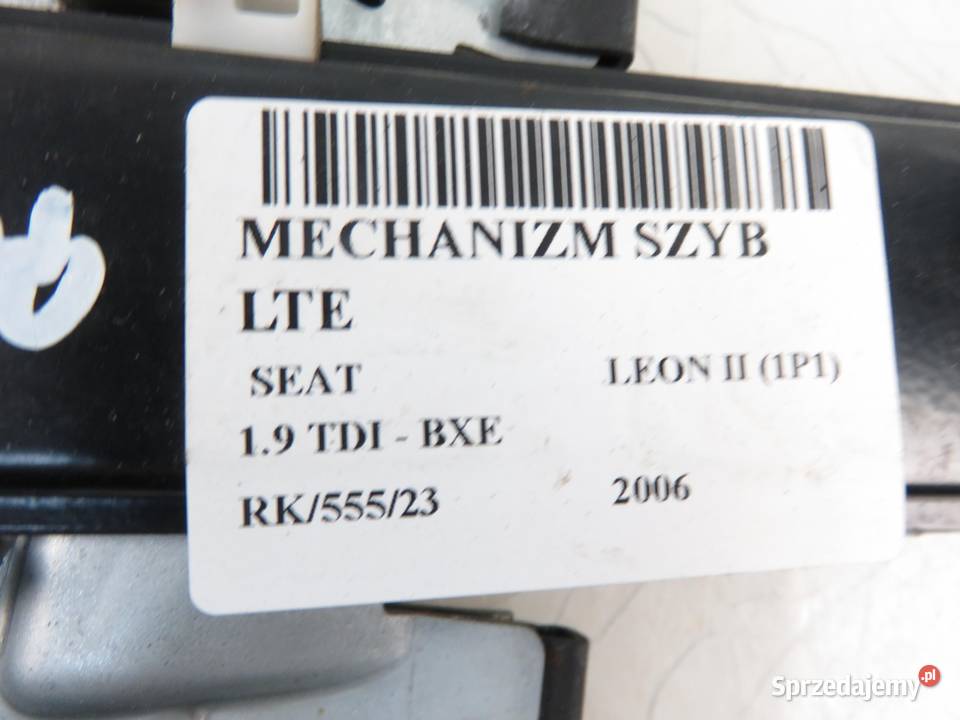 MECHANIZM SZYB
LTE
SEAT LEON II (1P1)
1.9 TDI - BXE
RK/555/23 2006
Sprzedajemy.pl